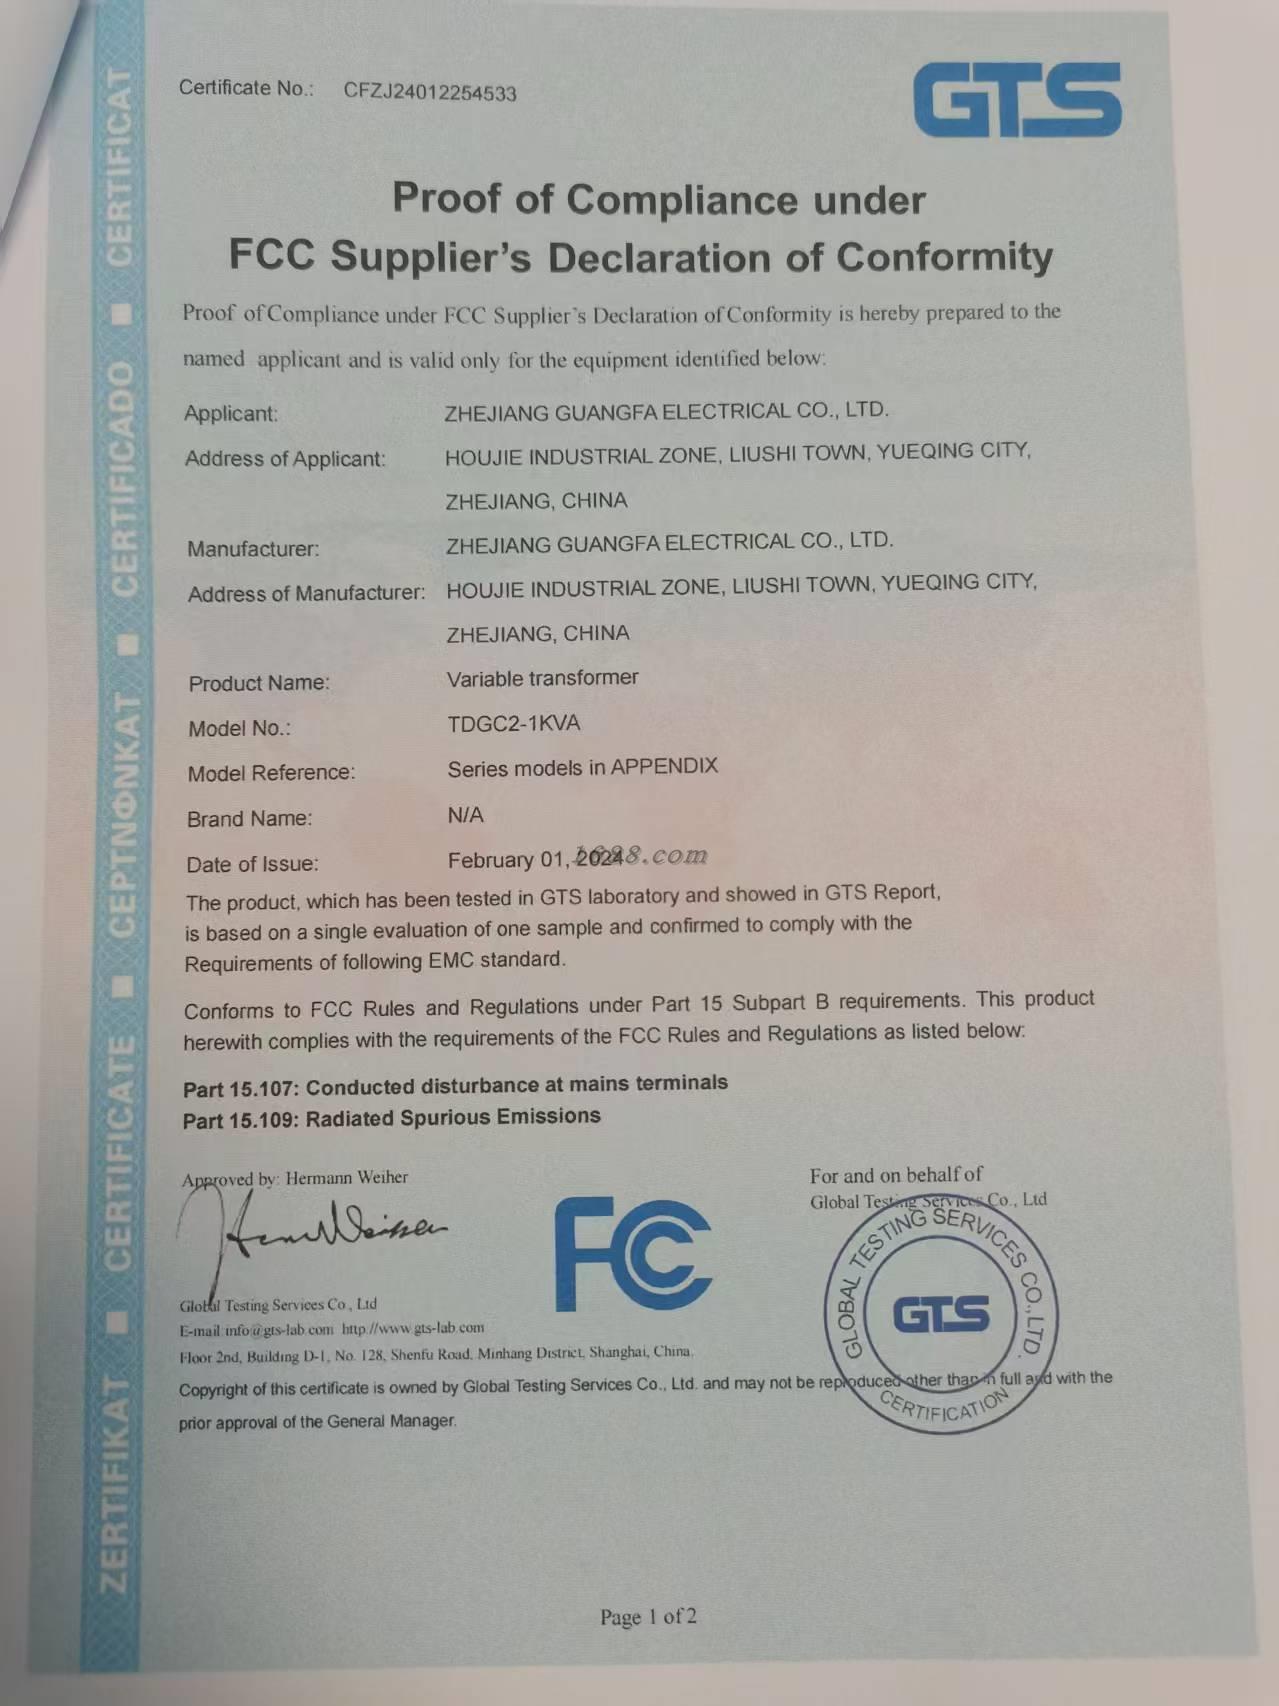 Certificate No.: CFZJ24012254533
GTS
Proof of Compliance under
FCC Supplier's Declaration of Conformity
Proof of Compliance under FCC Supplier's Declaration of Conformity is hereby prepared to the
named applicant and is valid only for the equipment identified below:
Applicant: ZHEJIANG GUANGFA ELECTRICAL CO., LTD.
Address of Applicant: HOUJIE INDUSTRIAL ZONE, LIUSHI TOWN, YUEQING CITY,
ZHEJIANG, CHINA
Manufacturer: ZHEJIANG GUANGFA ELECTRICAL CO., LTD.
Address of Manufacturer: HOUJIE INDUSTRIAL ZONE, LIUSHI TOWN, YUEQING CITY,
ZHEJIANG, CHINA
Product Name: Variable transformer
Model No.: TDGC2-1KVA
Model Reference: Series models in APPENDIX
Brand Name: N/A
Date of Issue: February 01, 2024
1688.com
The product, which has been tested in GTS laboratory and showed in GTS Report,
is based on a single evaluation of one sample and confirmed to comply with the
Requirements of following EMC standard.
Conforms to FCC Rules and Regulations under Part 15 Subpart B requirements. This product
herewith complies with the requirements of the FCC Rules and Regulations as listed below:
Part 15.107: Conducted disturbance at mains terminals
Part 15.109: Radiated Spurious Emissions
Approved by: Hermann Weiher
Global Testing Services Co., Ltd
E-mail:info@gts-lab.com http://www.gts-lab.com
Floor 2nd, Building D-1, No. 128, Shenfu Road, Minhang District, Shanghai, China.
FC
For and on behalf of
Global Testing Services Co., Ltd
GLOBAL TESTING SERVICES CO.,LTD.
GTS
CERTIFICATION
Copyright of this certificate is owned by Global Testing Services Co., Ltd. and may not be reproduced other than in full and with the
prior approval of the General Manager.
Page 1 of 2
ZERTIFIKAT ■ CERTIFICATE ■ CEPTNФNKAT ■ CERTIFICADO ■ CERTIFICAT